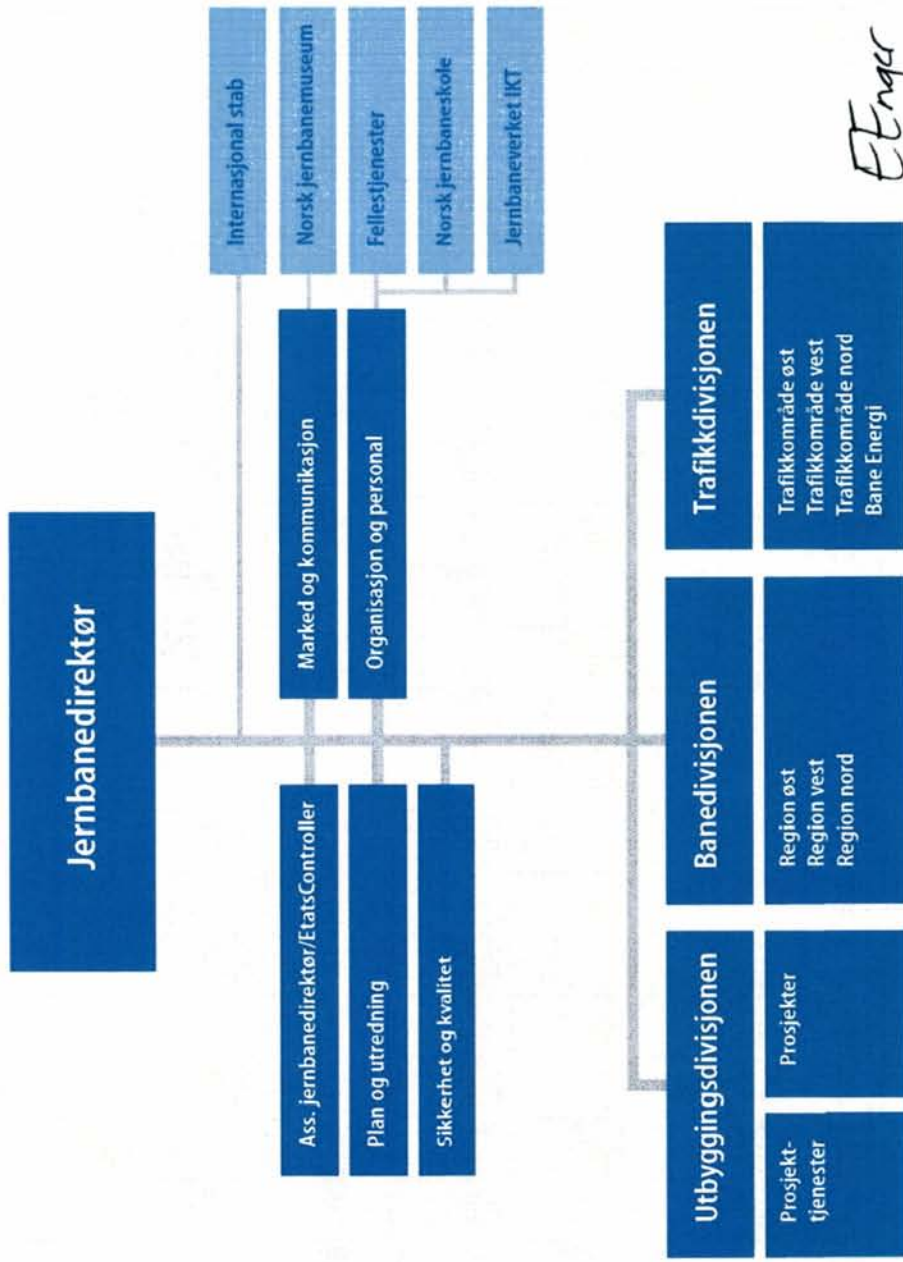 Jernbanedirektør
Internasjonal stab
Ass. jernbanedirektør/EtatsController
Marked og kommunikasjon
Norsk jernbanemuseum
Plan og utredning
Organisasjon og personal
Fellestjenester
Sikkerhet og kvalitet
Norsk jernbaneskole
Jernbaneverket IKT
Utbyggingsdivisjonen
Prosjekt-
tjenester
Prosjekter
Banedivisjonen
Region øst
Region vest
Region nord
Trafikkdivisjonen
Trafikkområde øst
Trafikkområde vest
Trafikkområde nord
Bane Energi
EEnger